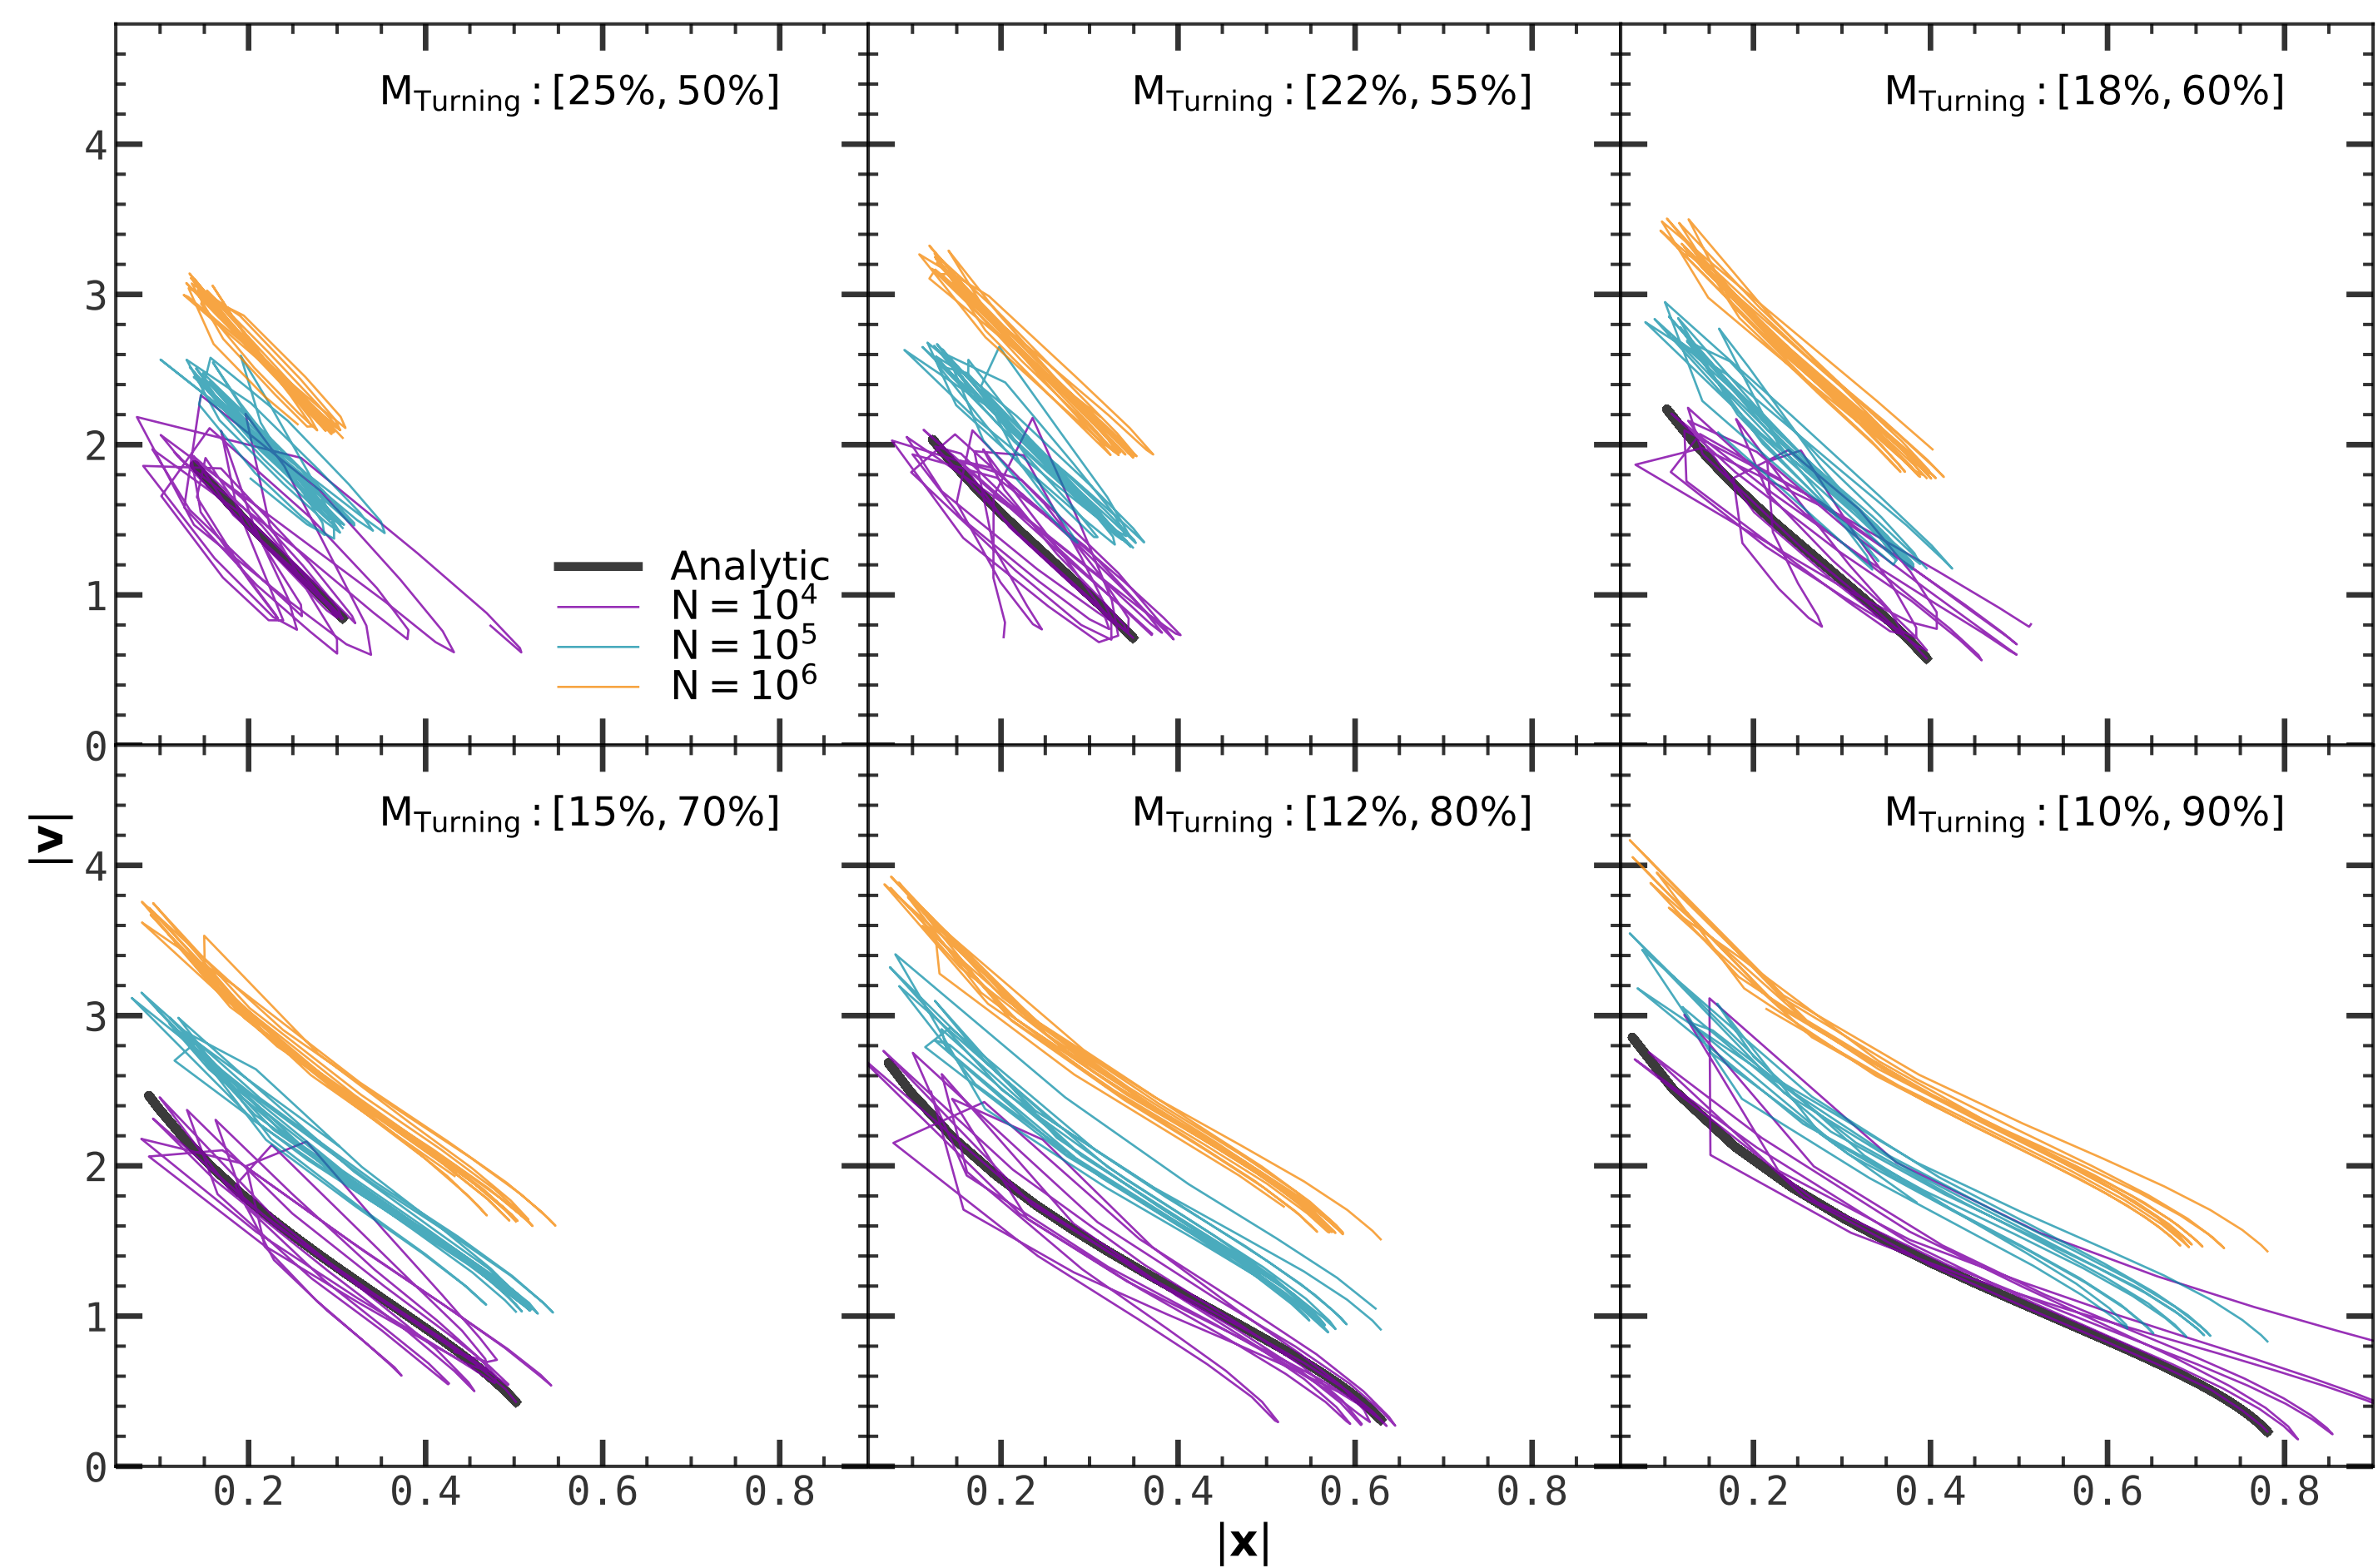 M_Turning : [25%, 50%]
M_Turning : [22%, 55%]
M_Turning : [18%, 60%]
4
3
2
1
0
Analytic
N = 10^4
N = 10^5
N = 10^6
M_Turning : [15%, 70%]
M_Turning : [12%, 80%]
M_Turning : [10%, 90%]
|v|
4
3
2
1
0
0.2 0.4 0.6 0.8
0.2 0.4 0.6 0.8
0.2 0.4 0.6 0.8
|x|